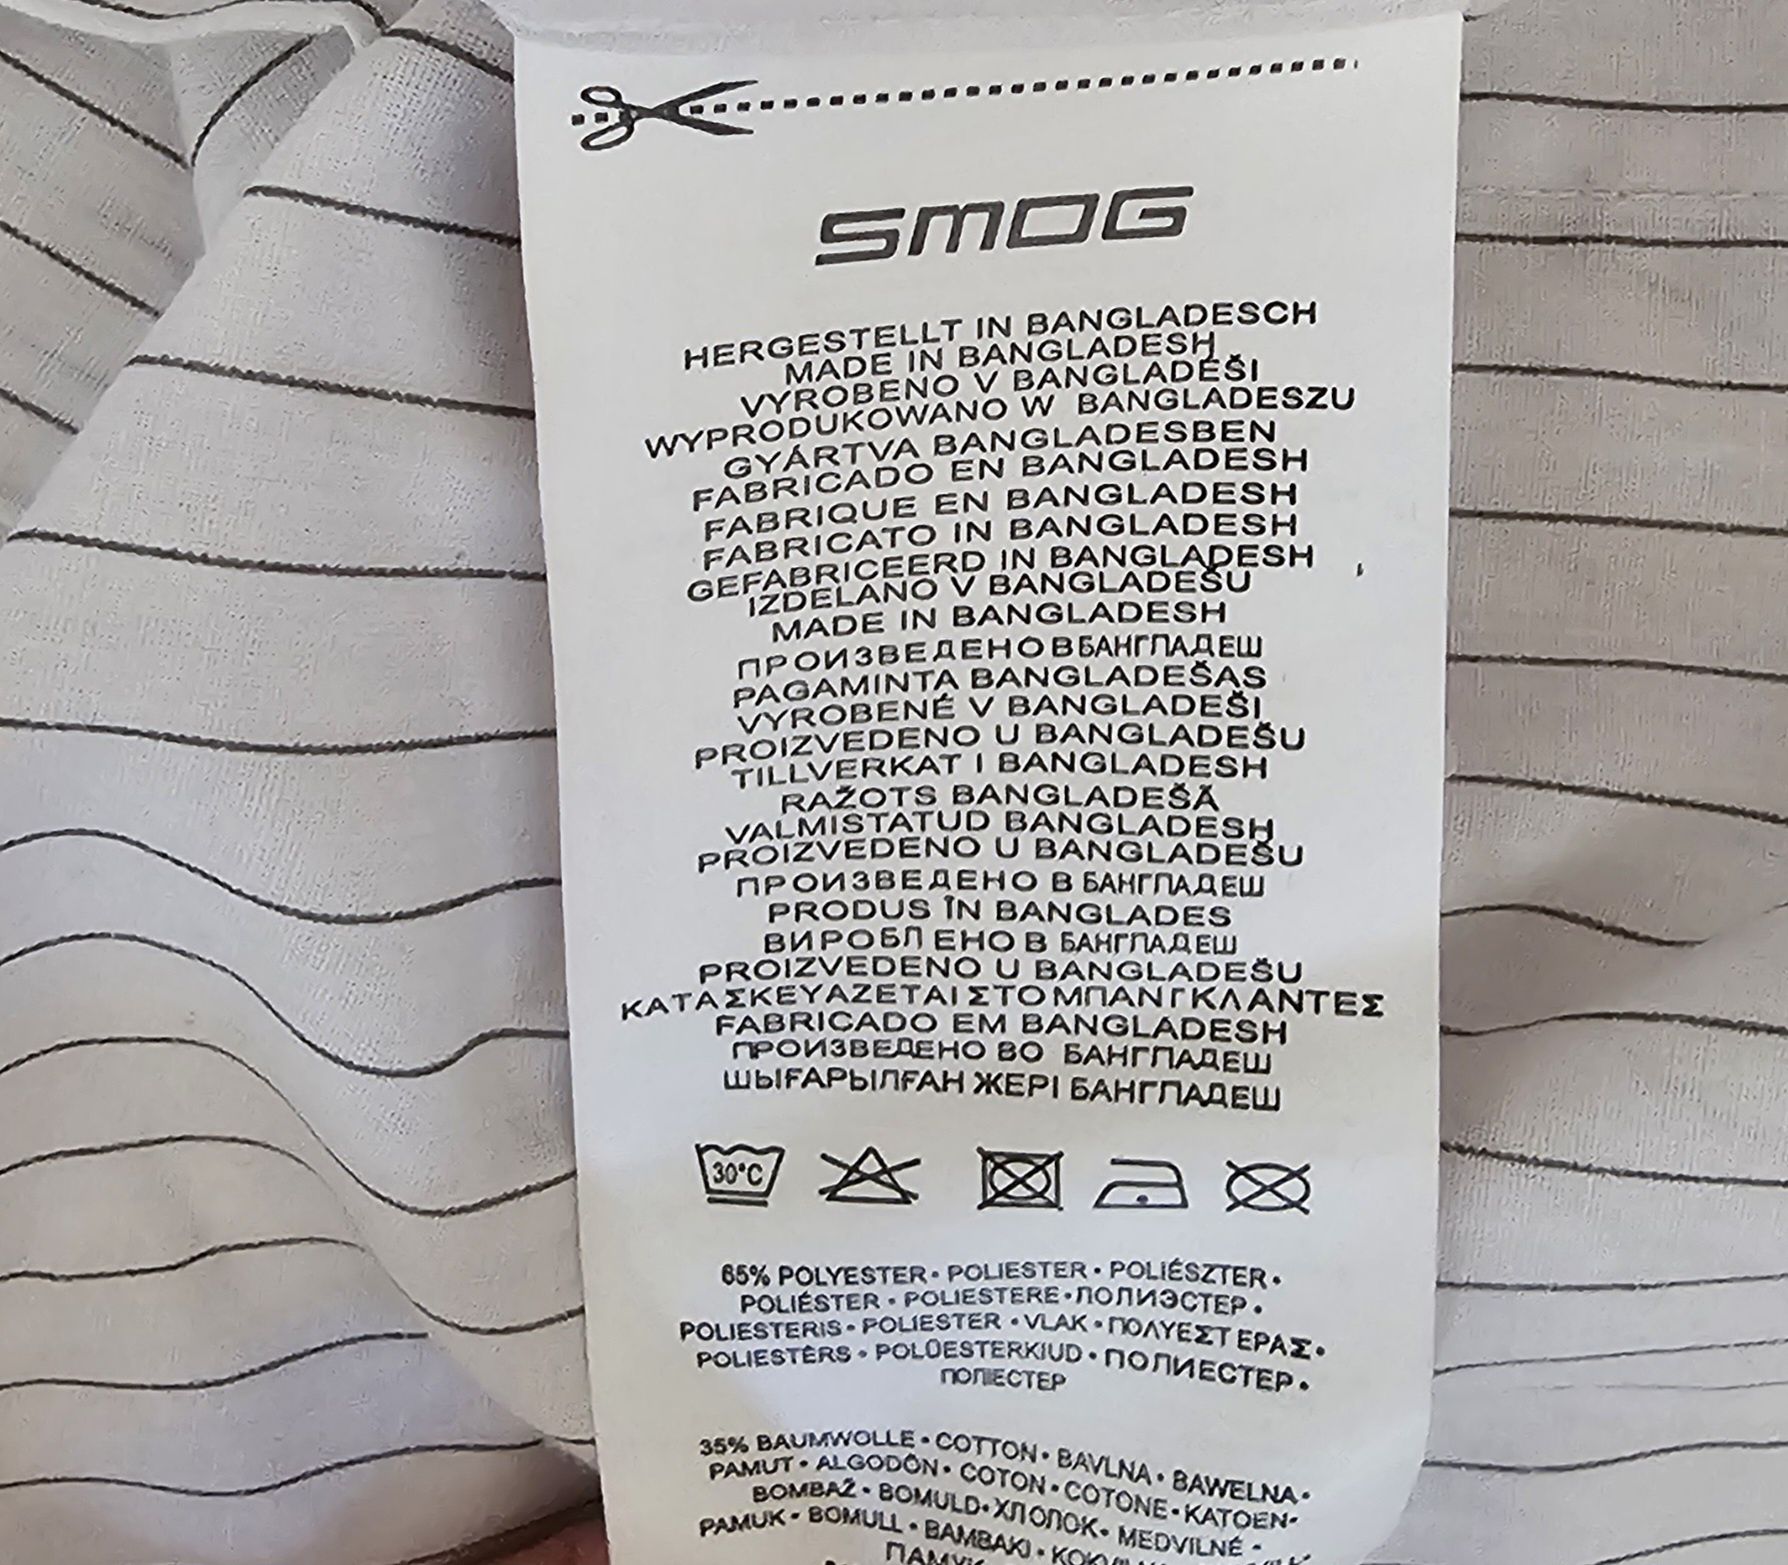 SMOG
HERGESTELLT IN BANGLADESCH
MADE IN BANGLADESH
VYROBENO V BANGLADÉŠI
WYPRODUKOWANO W BANGLADESZU
GYÁRTVA BANGLADESBEN
FABRICADO EN BANGLADESH
FABRIQUE EN BANGLADESH
FABRICATO IN BANGLADESH
GEFABRICEERD IN BANGLADESH
IZDELANO V BANGLADEŠU
MADE IN BANGLADESH
ПРОИЗВЕДЕНО В БАНГЛАДЕШ
PAGAMINTA BANGLADEŠAS
VYROBENÉ V BANGLADEŠI
PROIZVEDENO U BANGLADEŠU
TILLVERKAT I BANGLADESH
RAŽOTS BANGLADEŠĀ
VALMISTATUD BANGLADESH
PROIZVEDENO U BANGLADEŠU
ПРОИЗВЕДЕНО В БАНГЛАДЕШ
PRODUS ÎN BANGLADES
ВИРОБЛЕНО В БАНГЛАДЕШ
PROIZVEDENO U BANGLADEŠU
ΚΑΤΑΣΚΕΥΑΖΕΤΑΙ ΣΤΟ ΜΠΑΝΓΚΛΑΝΤΕΣ
FABRICADO EM BANGLADESH
ПРОИЗВЕДЕНО ВО БАНГЛАДЕШ
ШЫҒАРЫЛҒАН ЖЕРІ БАНГЛАДЕШ
30°C
65% POLYESTER • POLIESTER • POLIÉSZTER •
POLIÉSTER • POLIESTERE • ПОЛИЭСТЕР •
POLIESTERIS • POLIESTER • VLAK • ΠΟΛΥΕΣΤΕΡΑΣ •
POLIESTERS • POLÜESTERKIUD • ПОЛИЕСТЕР •
ПОЛІЕСТЕР
35% BAUMWOLLE • COTTON • BAVLNA • BAWEŁNA •
PAMUT • ALGODÓN • COTON • COTONE • KATOEN •
BOMBAŽ • BOMULD • ХЛОПОК • MEDVILNĖ •
PAMUK • BOMULL • BAMBAKI •